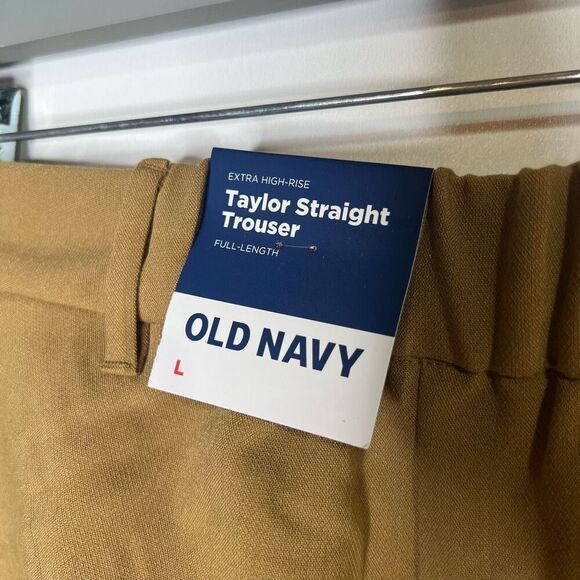 EXTRA HIGH-RISE
Taylor Straight
Trouser
FULL-LENGTH
OLD NAVY
L